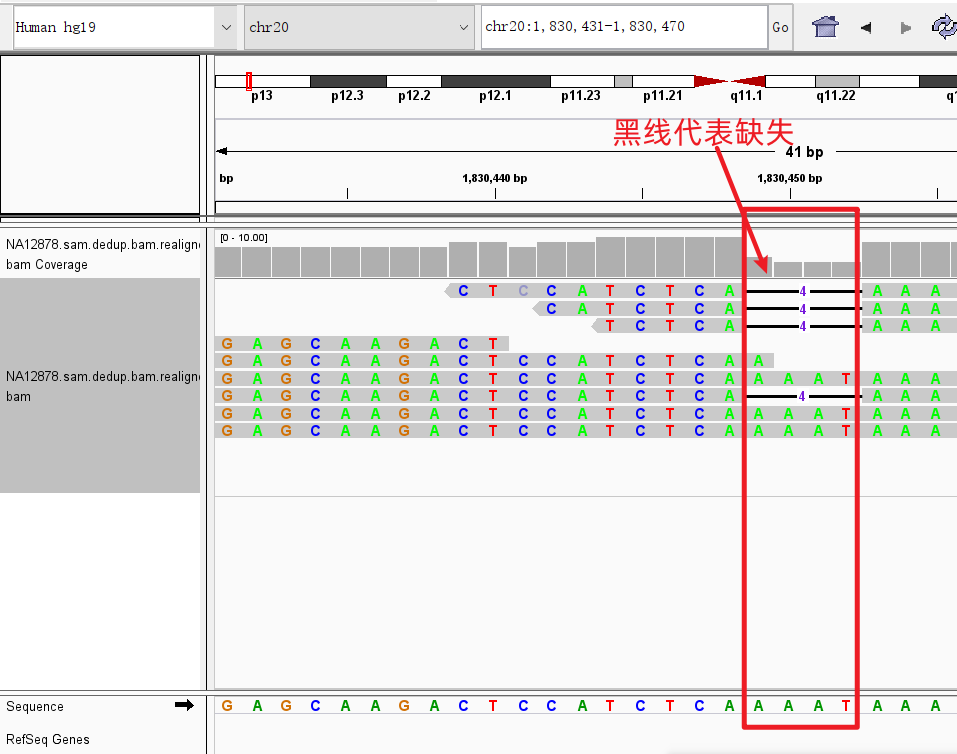 Human hg19 chr20 chr20:1,830,431-1,830,470 Go
p13 p12.3 p12.2 p12.1 p11.23 p11.21 q11.1 q11.22 q1
黑线代表缺失
41 bp
bp 1,830,440 bp 1,830,450 bp
[0 - 10.00]
NA12878.sam.dedup.bam.realign
bam Coverage
C T C C A T C T C A 4 A A A
C A T C T C A 4 A A A
T C T C A 4 A A A
G A G C A A G A C T
G A G C A A G A C T C C A T C T C A A
NA12878.sam.dedup.bam.realign
bam
G A G C A A G A C T C C A T C T C A A A A T A A A
G A G C A A G A C T C C A T C T C A 4 A A A
G A G C A A G A C T C C A T C T C A A A A T A A A
G A G C A A G A C T C C A T C T C A A A A T A A A
Sequence G A G C A A G A C T C C A T C T C A A A A T A A A
RefSeq Genes